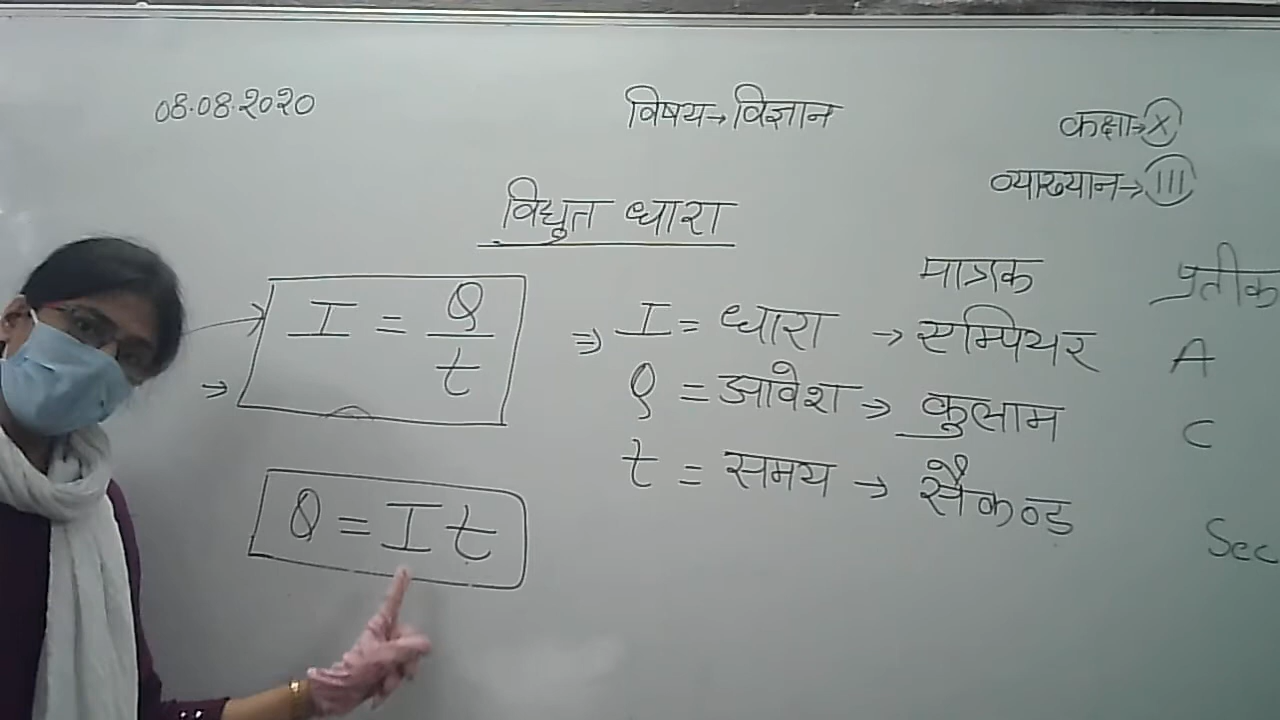 08.08.2020
विषय→विज्ञान
कक्षा→X
व्याख्यान→III
विद्युत धारा
मात्रक प्रतीक
I = Q/t
⇒ I = धारा → एम्पियर A
Q = आवेश → कुलाम C
t = समय → सैकण्ड Sec
Q = It